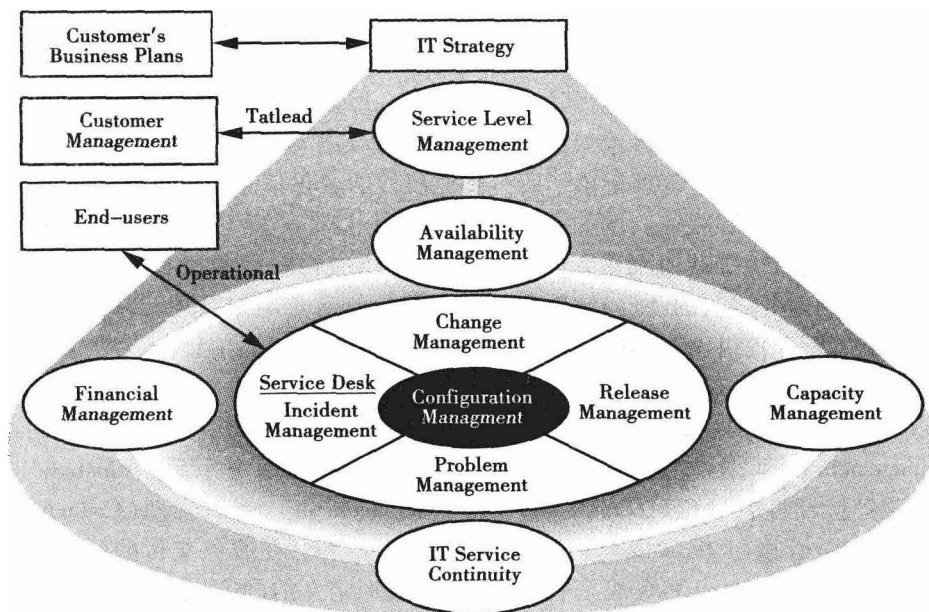 Customer's
Business Plans
IT Strategy
Customer
Management
Tatlead
Service Level
Management
End-users
Availability
Management
Operational
Change
Management
Financial
Management
Service Desk
Incident
Management
Configuration
Managment
Release
Management
Capacity
Management
Problem
Management
IT Service
Continuity